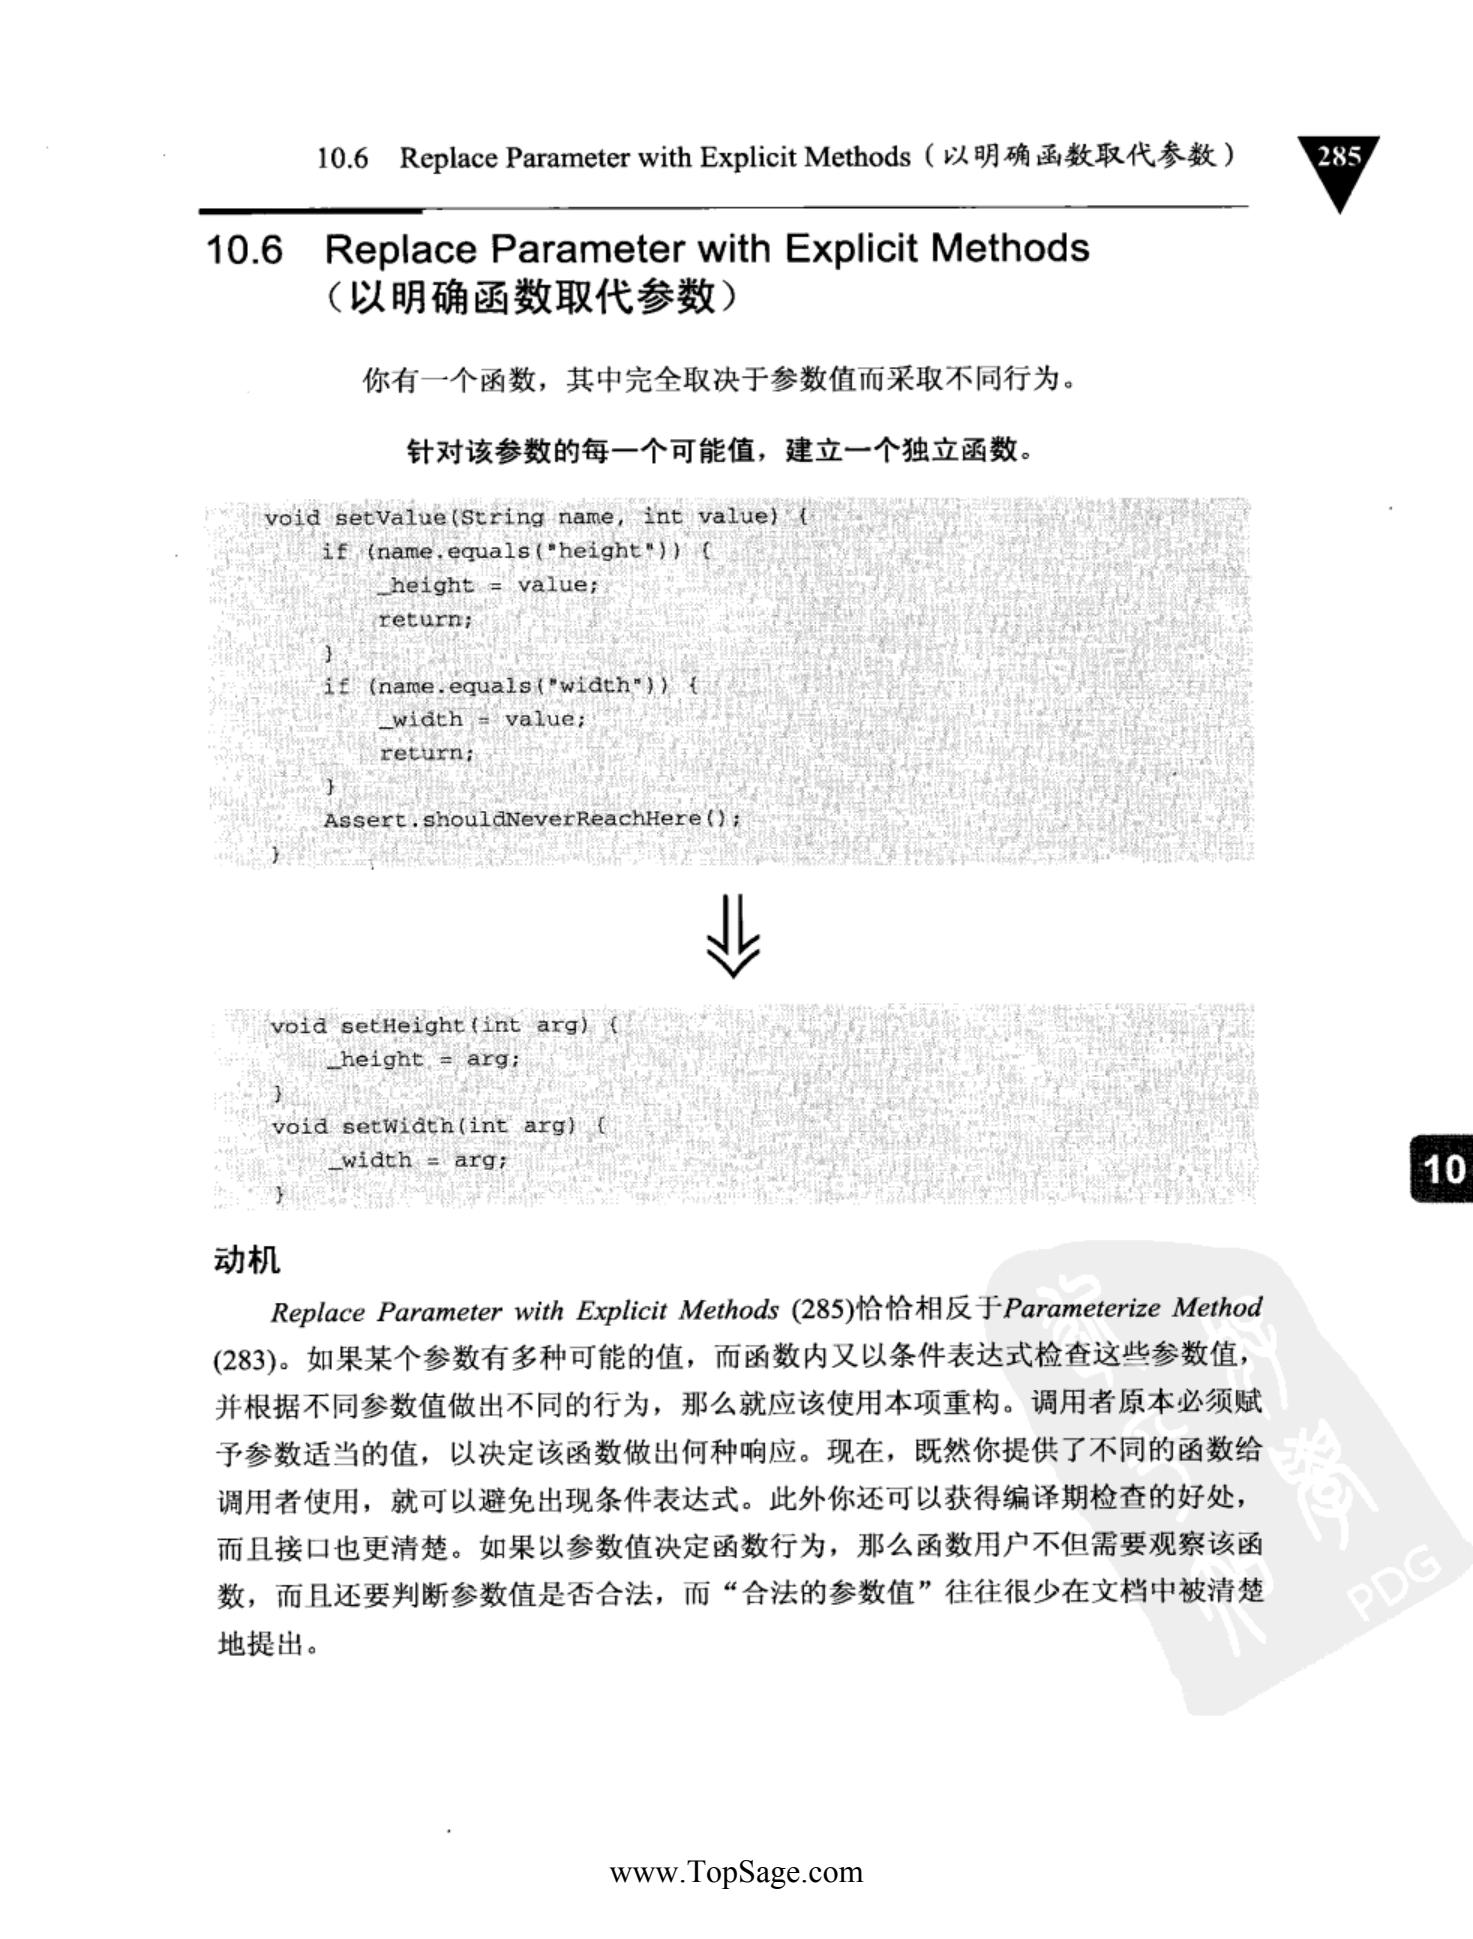 10.6 Replace Parameter with Explicit Methods（以明确函数取代参数）
285
10.6 Replace Parameter with Explicit Methods
（以明确函数取代参数）
你有一个函数，其中完全取决于参数值而采取不同行为。
针对该参数的每一个可能值，建立一个独立函数。
void setValue(String name, int value) {
if (name.equals("height")) {
_height = value;
return;
}
if (name.equals("width")) {
_width = value;
return;
}
Assert.shouldNeverReachHere();
}
void setHeight(int arg) {
_height = arg;
}
void setWidth(int arg) {
_width = arg;
}
10
动机
Replace Parameter with Explicit Methods (285)恰恰相反于Parameterize Method
(283)。如果某个参数有多种可能的值，而函数内又以条件表达式检查这些参数值，
并根据不同参数值做出不同的行为，那么就应该使用本项重构。调用者原本必须赋
予参数适当的值，以决定该函数做出何种响应。现在，既然你提供了不同的函数给
调用者使用，就可以避免出现条件表达式。此外你还可以获得编译期检查的好处，
而且接口也更清楚。如果以参数值决定函数行为，那么函数用户不但需要观察该函
数，而且还要判断参数值是否合法，而“合法的参数值”往往很少在文档中被清楚
地提出。
PDG
www.TopSage.com